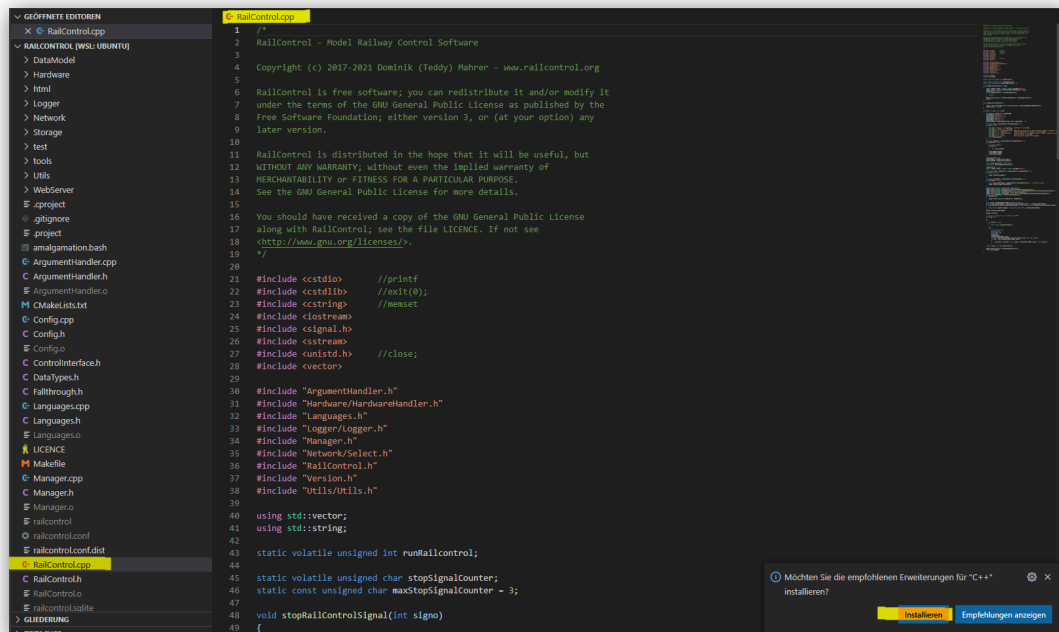 GEÖFFNETE EDITOREN
RailControl.cpp
RAILCONTROL [WSL: UBUNTU]
DataModel
Hardware
html
Logger
Network
Storage
test
tools
Utils
WebServer
.cproject
.gitignore
.project
amalgamation.bash
ArgumentHandler.cpp
ArgumentHandler.h
ArgumentHandler.o
CMakeLists.txt
Config.cpp
Config.h
Config.o
ControlInterface.h
DataTypes.h
Fallthrough.h
Languages.cpp
Languages.h
Languages.o
LICENCE
Makefile
Manager.cpp
Manager.h
Manager.o
railcontrol
railcontrol.conf
railcontrol.conf.dist
RailControl.cpp
RailControl.h
RailControl.o
railcontrol.sqlite
GLIEDERUNG
RailControl.cpp
1 /*
2 RailControl - Model Railway Control Software
3
4 Copyright (c) 2017-2021 Dominik (Teddy) Mahrer - www.railcontrol.org
5
6 RailControl is free software; you can redistribute it and/or modify it
7 under the terms of the GNU General Public License as published by the
8 Free Software Foundation; either version 3, or (at your option) any
9 later version.
10
11 RailControl is distributed in the hope that it will be useful, but
12 WITHOUT ANY WARRANTY; without even the implied warranty of
13 MERCHANTABILITY or FITNESS FOR A PARTICULAR PURPOSE.
14 See the GNU General Public License for more details.
15
16 You should have received a copy of the GNU General Public License
17 along with RailControl; see the file LICENCE. If not see
18 <http://www.gnu.org/licenses/>.
19 */
20
21 #include <cstdio> //printf
22 #include <cstdlib> //exit(0);
23 #include <cstring> //memset
24 #include <iostream>
25 #include <signal.h>
26 #include <sstream>
27 #include <unistd.h> //close;
28 #include <vector>
29
30 #include "ArgumentHandler.h"
31 #include "Hardware/HardwareHandler.h"
32 #include "Languages.h"
33 #include "Logger/Logger.h"
34 #include "Manager.h"
35 #include "Network/Select.h"
36 #include "RailControl.h"
37 #include "Version.h"
38 #include "Utils/Utils.h"
39
40 using std::vector;
41 using std::string;
42
43 static volatile unsigned int runRailcontrol;
44
45 static volatile unsigned char stopSignalCounter;
46 static const unsigned char maxStopSignalCounter = 3;
47
48 void stopRailControlSignal(int signo)
49 {
Möchten Sie die empfohlenen Erweiterungen für "C++"
installieren?
Installieren
Empfehlungen anzeigen